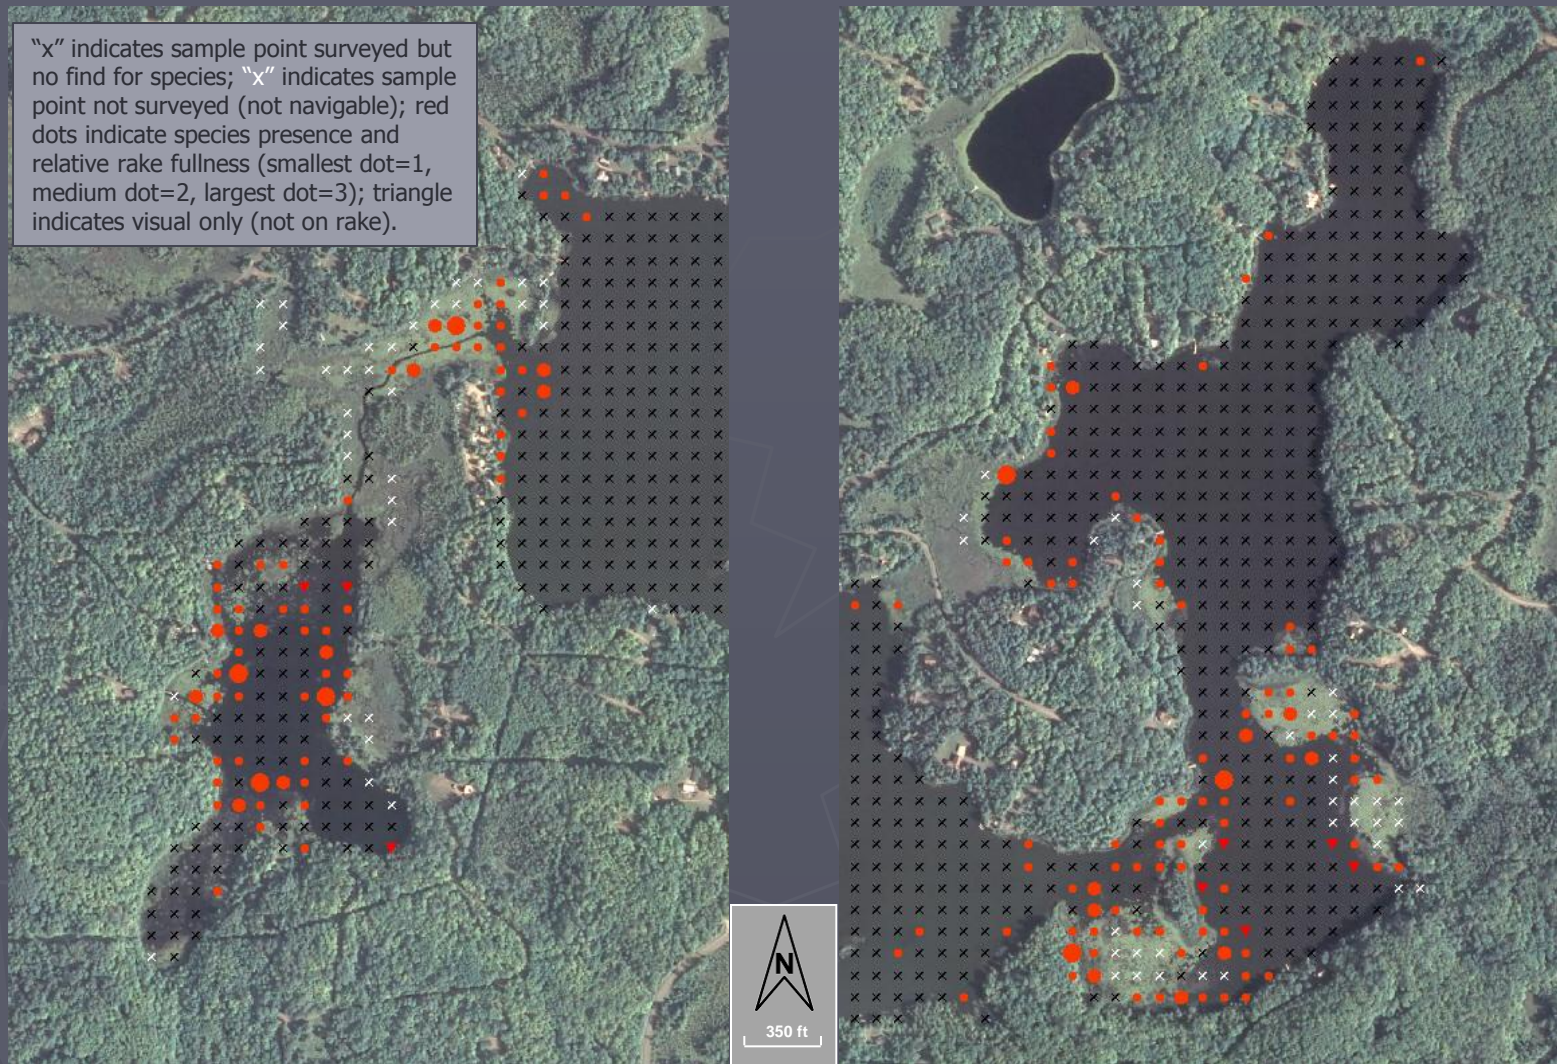 “x” indicates sample point surveyed but
no find for species; “x” indicates sample
point not surveyed (not navigable); red
dots indicate species presence and
relative rake fullness (smallest dot=1,
medium dot=2, largest dot=3); triangle
indicates visual only (not on rake).
N
350 ft